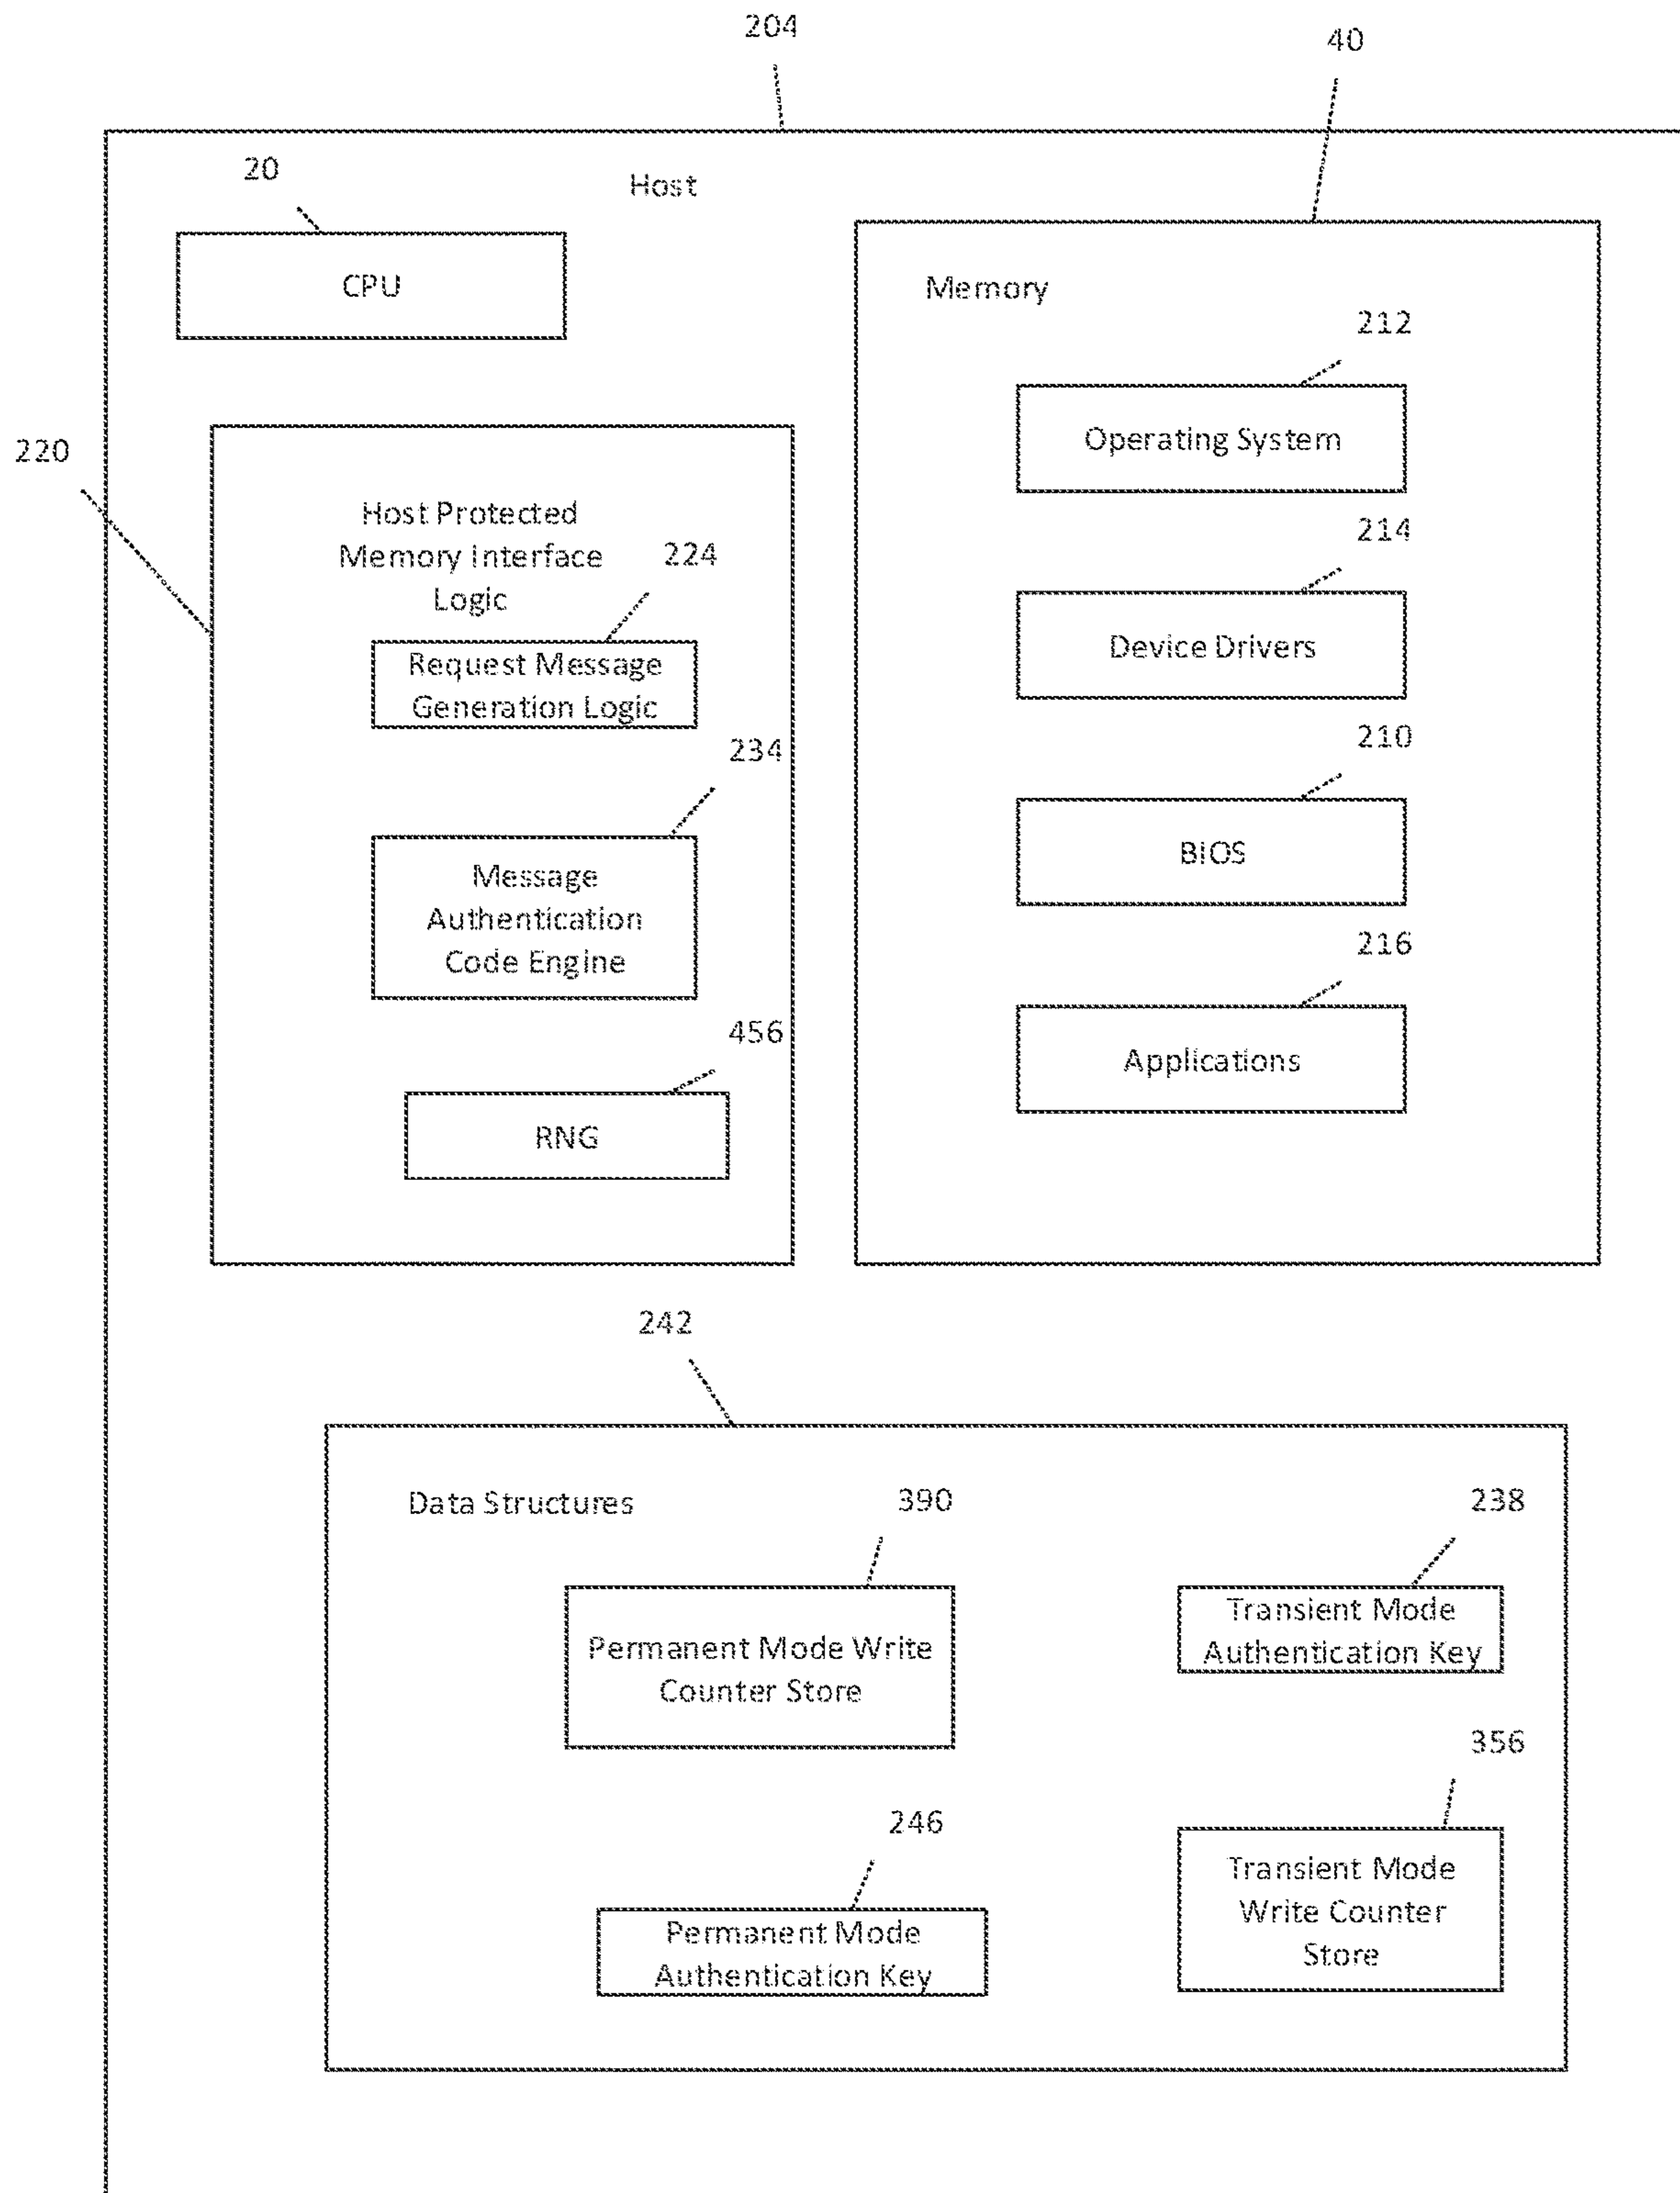 204
40
20
Host
CPU
Memory
212
Operating System
220
Host Protected
Memory Interface
Logic
224
Request Message
Generation Logic
214
Device Drivers
234
Message
Authentication
Code Engine
210
BIOS
216
Applications
456
RNG
242
Data Structures
390
238
Permanent Mode Write
Counter Store
Transient Mode
Authentication Key
356
246
Permanent Mode
Authentication Key
Transient Mode
Write Counter
Store